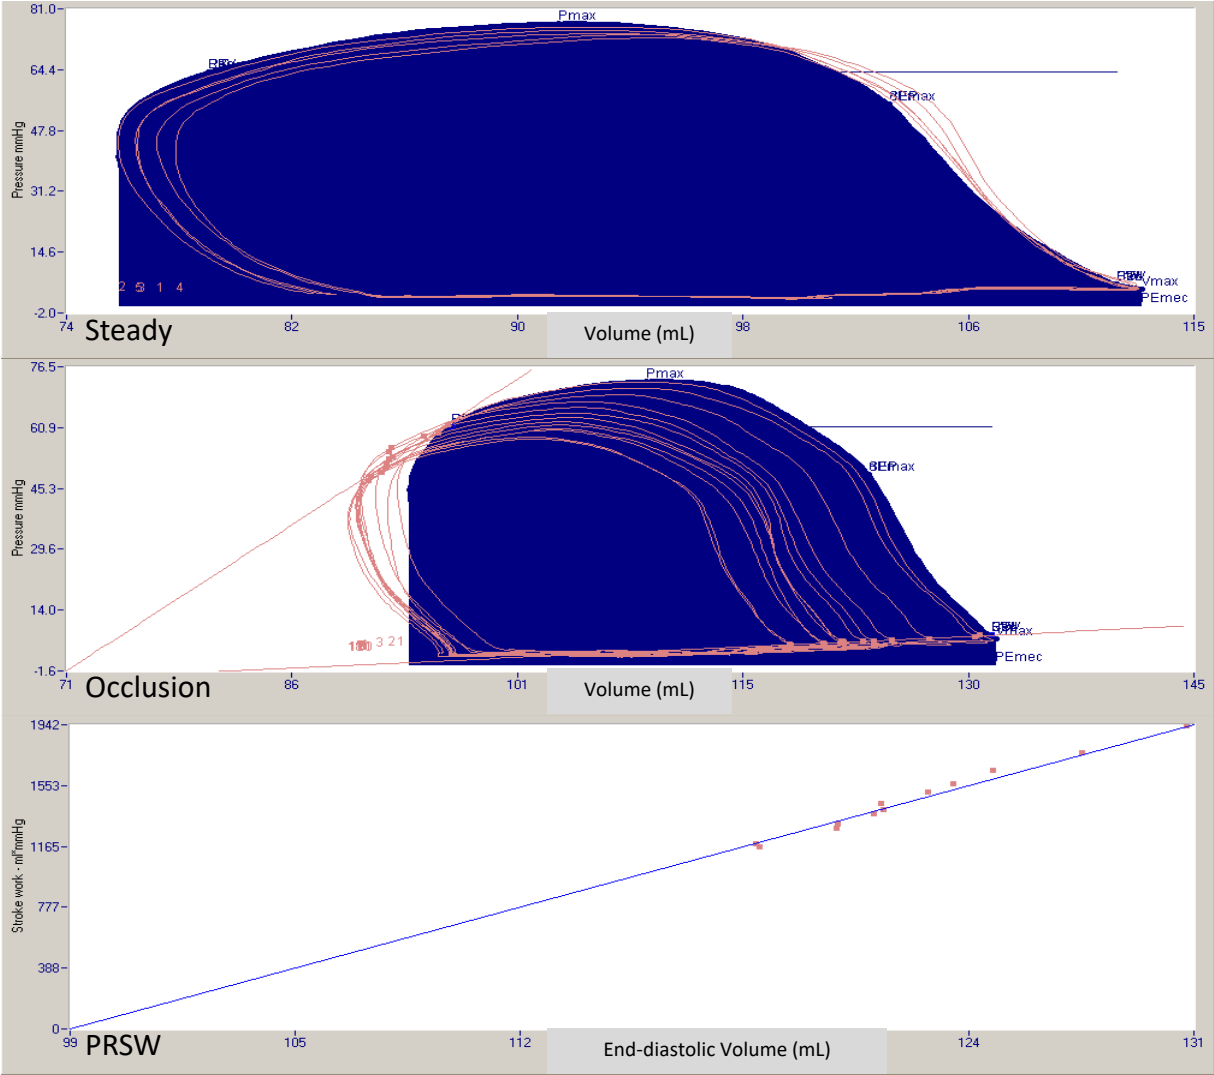 81.0
Pmax
64.4
Emax
47.8
Pressure mmHg
31.2
14.6
2 5 3 1 4
Vmax
PEmec
-2.0
74 82 90 98 106 115
Steady
Volume (mL)
76.5
Pmax
60.9
Emax
45.3
Pressure mmHg
29.6
14.0
3 2 1
Vmax
PEmec
-1.6
71 86 101 115 130 145
Occlusion
Volume (mL)
1942
1553
1165
Stroke work - ml*mmHg
777
388
0
99 105 112 124 131
PRSW
End-diastolic Volume (mL)